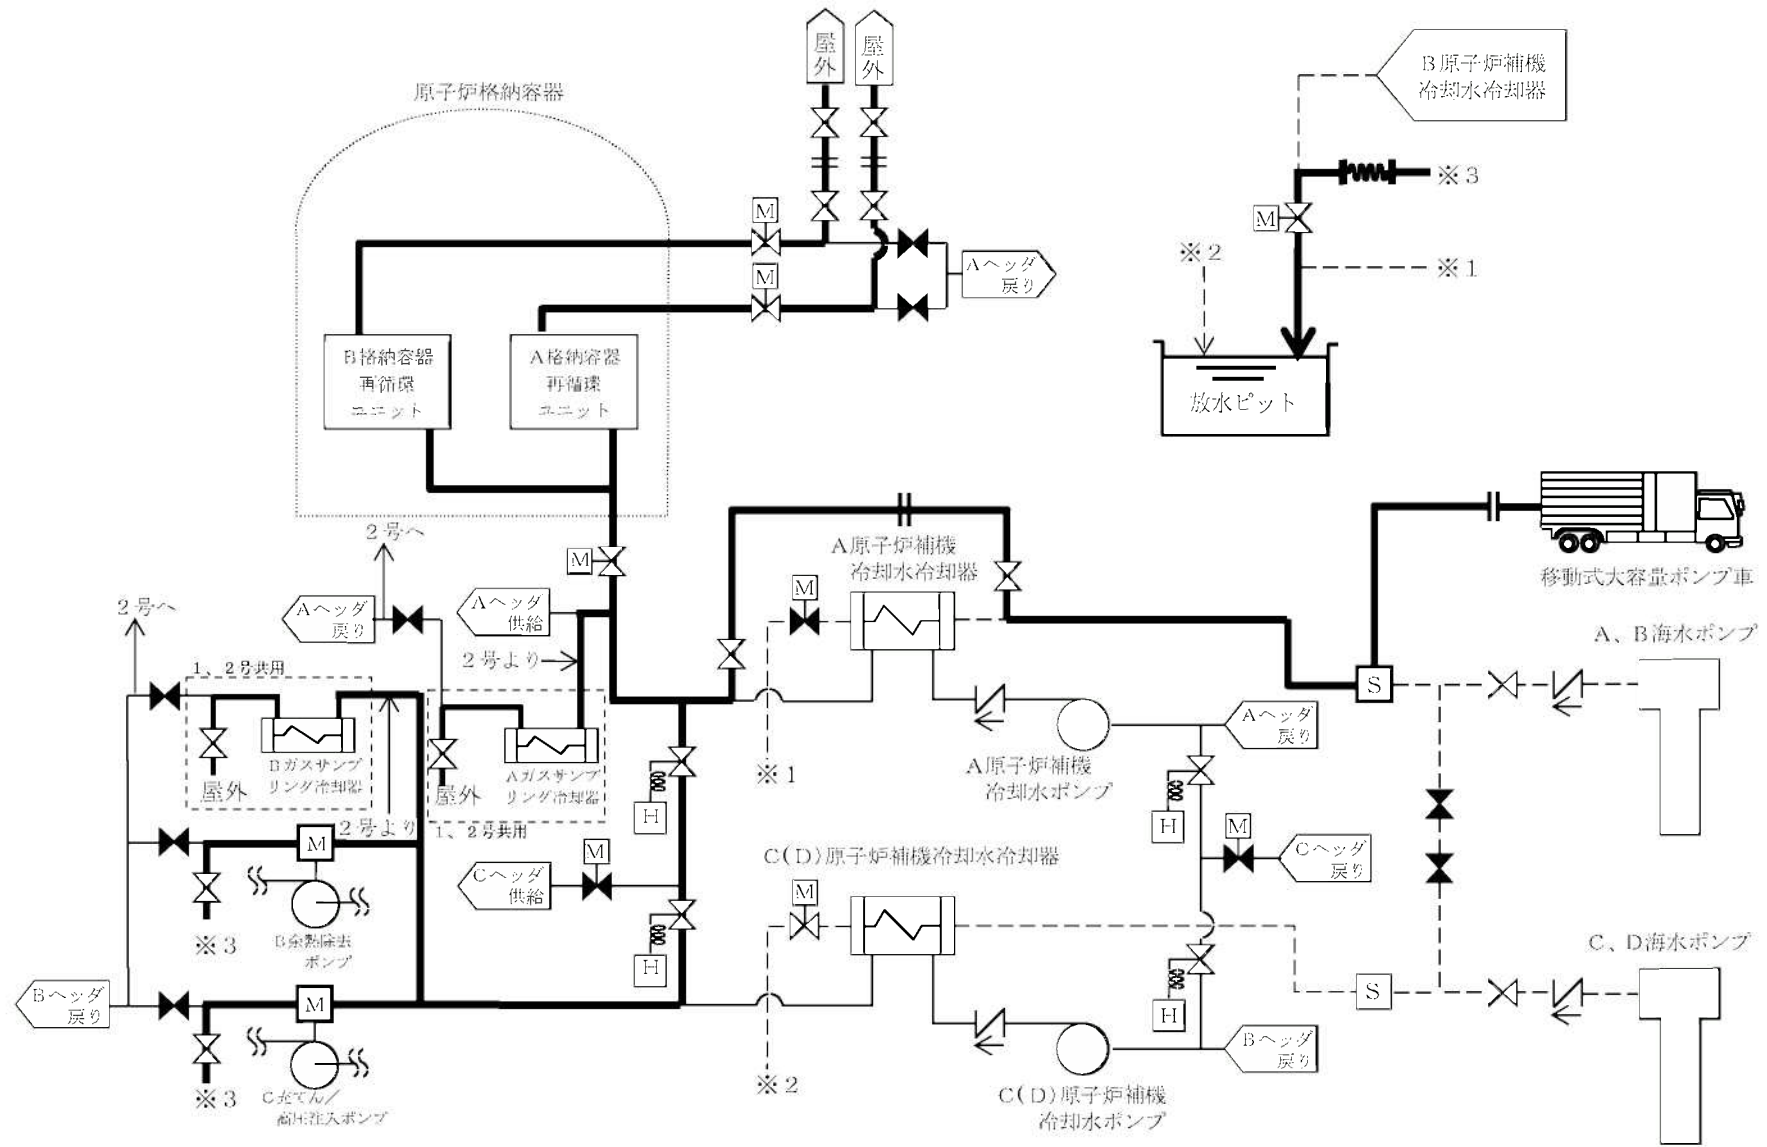 屋外
屋外
B原子炉補機
冷却水冷却器
原子炉格納容器
※3
M
M
※2
※1
M
Aヘッダ
戻り
B格納容器
再循環
ユニット
A格納容器
再循環
ユニット
放水ピット
2号へ
A原子炉補機
冷却水冷却器
M
移動式大容量ポンプ車
M
2号へ
Aヘッダ
戻り
Aヘッダ
供給
A、B海水ポンプ
2号より
1、2号共用
S
Aヘッダ
戻り
Bガスサンプ
リング冷却器
屋外
Aガスサンプ
リング冷却器
屋外
※1
A原子炉補機
冷却水ポンプ
H
H
2号より
1、2号共用
M
M
M
C(D)原子炉補機冷却水冷却器
Cヘッダ
戻り
Cヘッダ
供給
M
※3
B余熱除去
ポンプ
H
C、D海水ポンプ
Bヘッダ
戻り
M
S
H
Bヘッダ
戻り
※3
C充てん/
高圧注入ポンプ
※2
C(D)原子炉補機
冷却水ポンプ